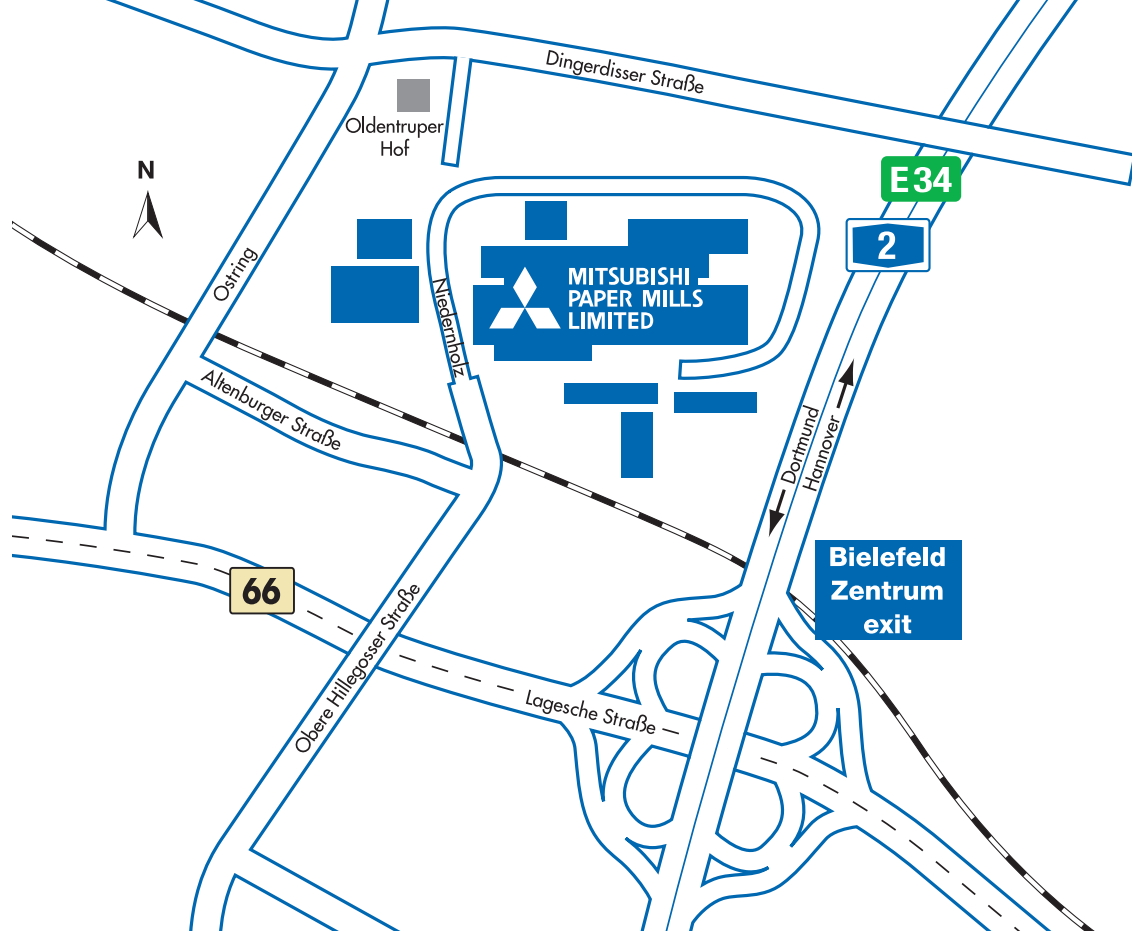 Dingerdisser Straße
Oldentruper
Hof
N
E34
2
Ostring
Niedernholz
MITSUBISHI
PAPER MILLS
LIMITED
Altenburger Straße
Dortmund
Hannover
Bielefeld
Zentrum
exit
66
Obere Hillegosser Straße
Lagesche Straße